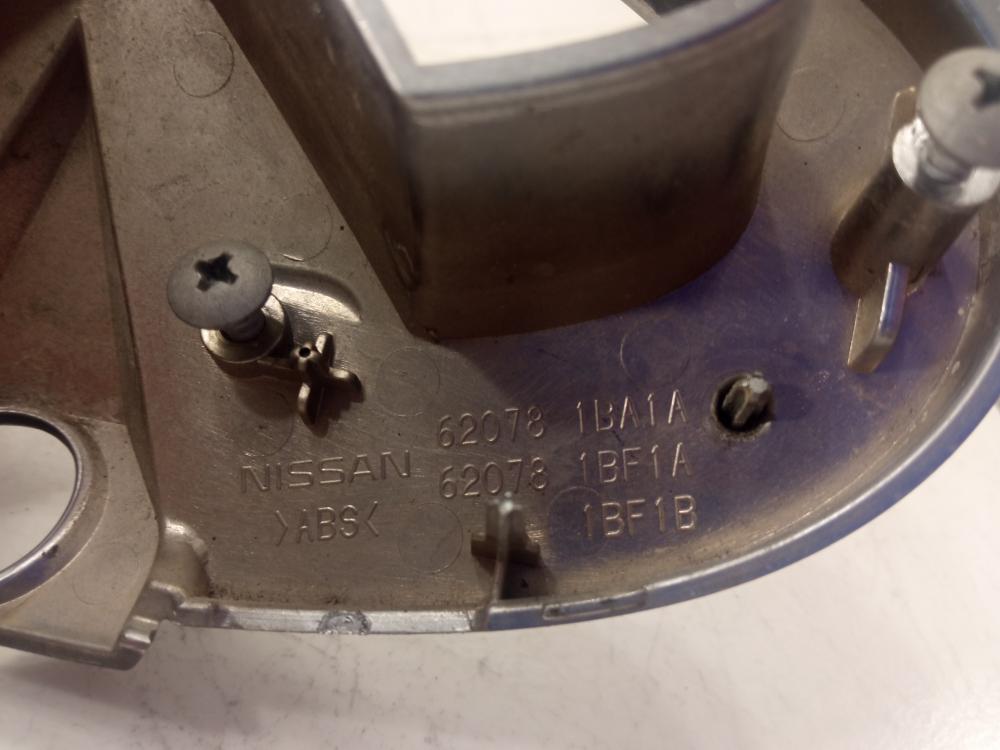 62078 1BA1A
NISSAN 62078 1BF1A
>ABS< 1BF1B